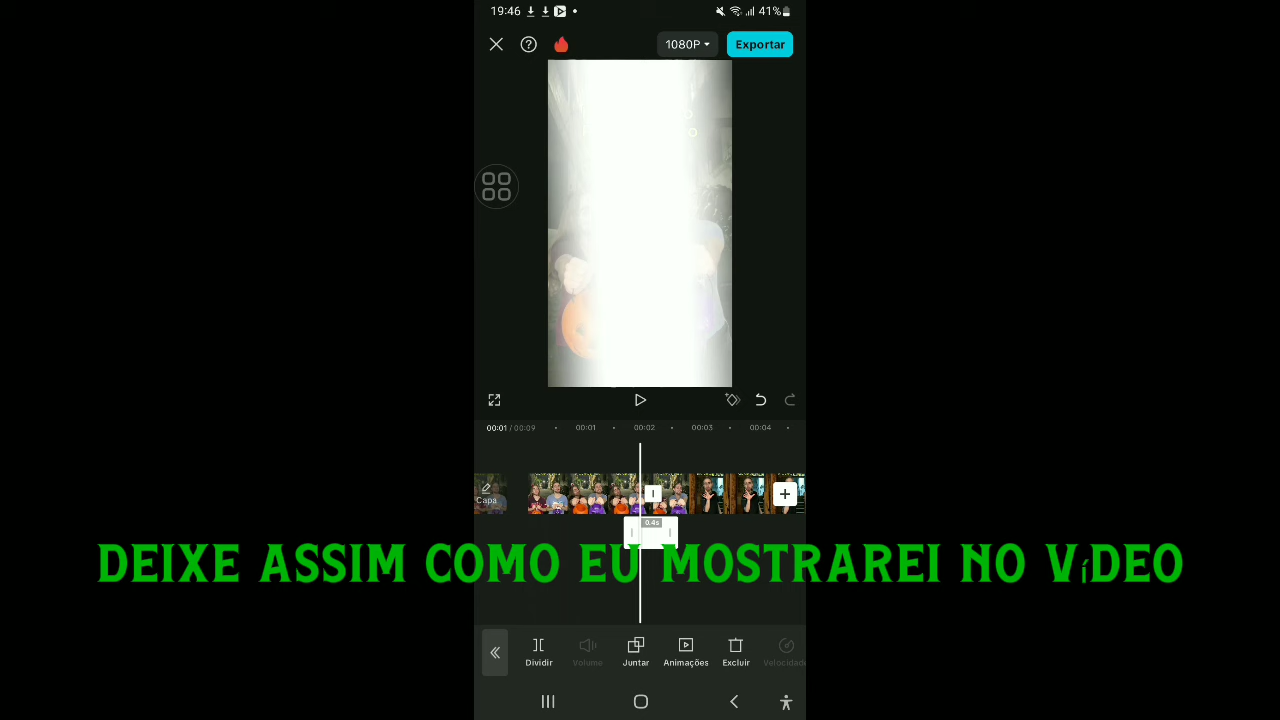 19:46 41%
1080P Exportar
00:01 / 00:09 00:01 00:02 00:03 00:04
Capa
0.4s
DEIXE ASSIM COMO EU MOSTRAREI NO VíDEO
Dividir Volume Juntar Animações Excluir Velocidade